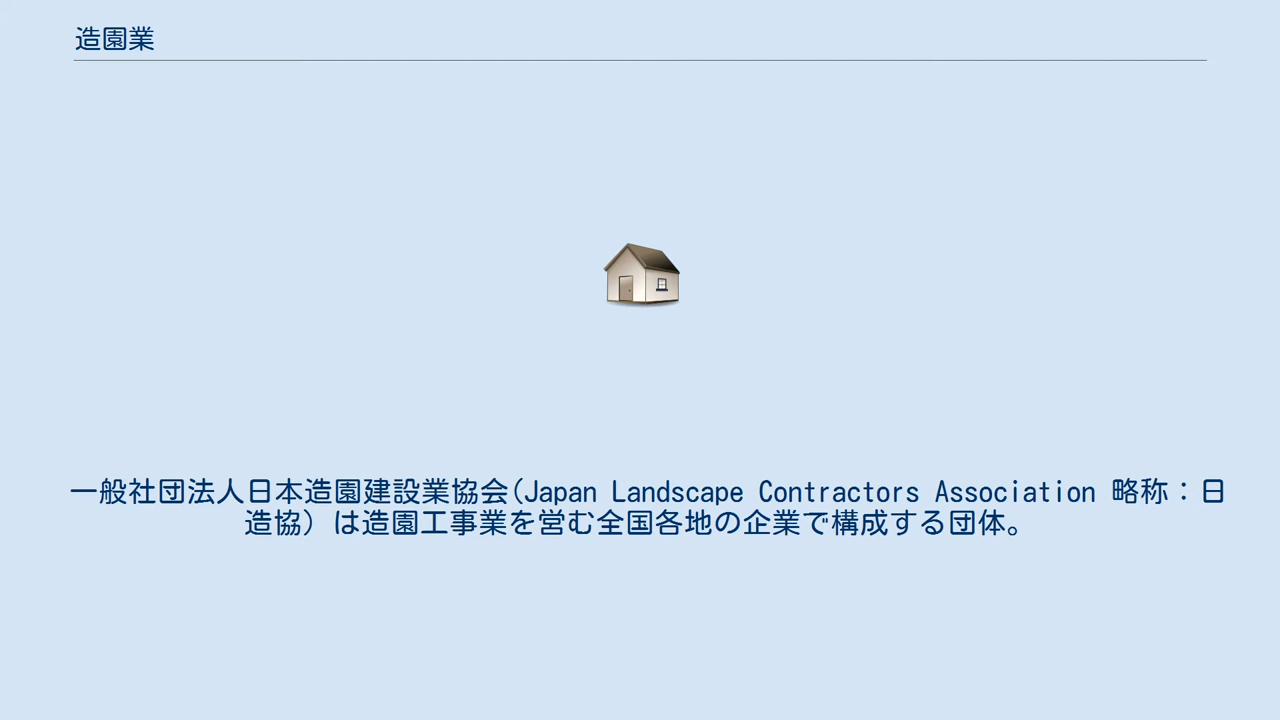 造園業
一般社団法人日本造園建設業協会(Japan Landscape Contractors Association 略称：日
造協）は造園工事業を営む全国各地の企業で構成する団体。